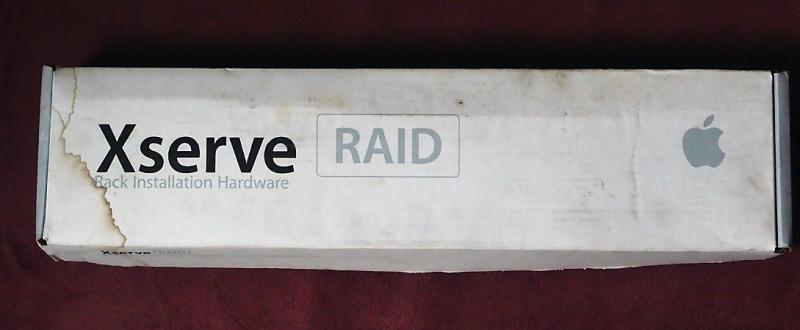 Xserve RAID
Rack Installation Hardware
Xserve RAID